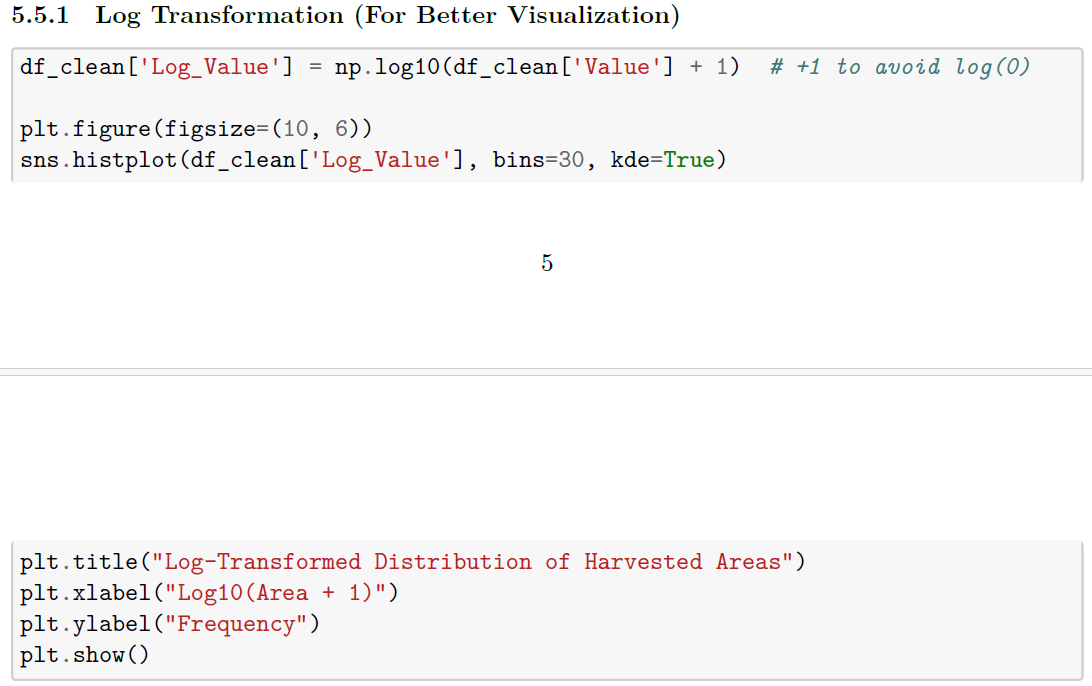 5.5.1 Log Transformation (For Better Visualization)
df_clean['Log_Value'] = np.log10(df_clean['Value'] + 1)  # +1 to avoid log(0)
plt.figure(figsize=(10, 6))
sns.histplot(df_clean['Log_Value'], bins=30, kde=True)
5
plt.title("Log-Transformed Distribution of Harvested Areas")
plt.xlabel("Log10(Area + 1)")
plt.ylabel("Frequency")
plt.show()